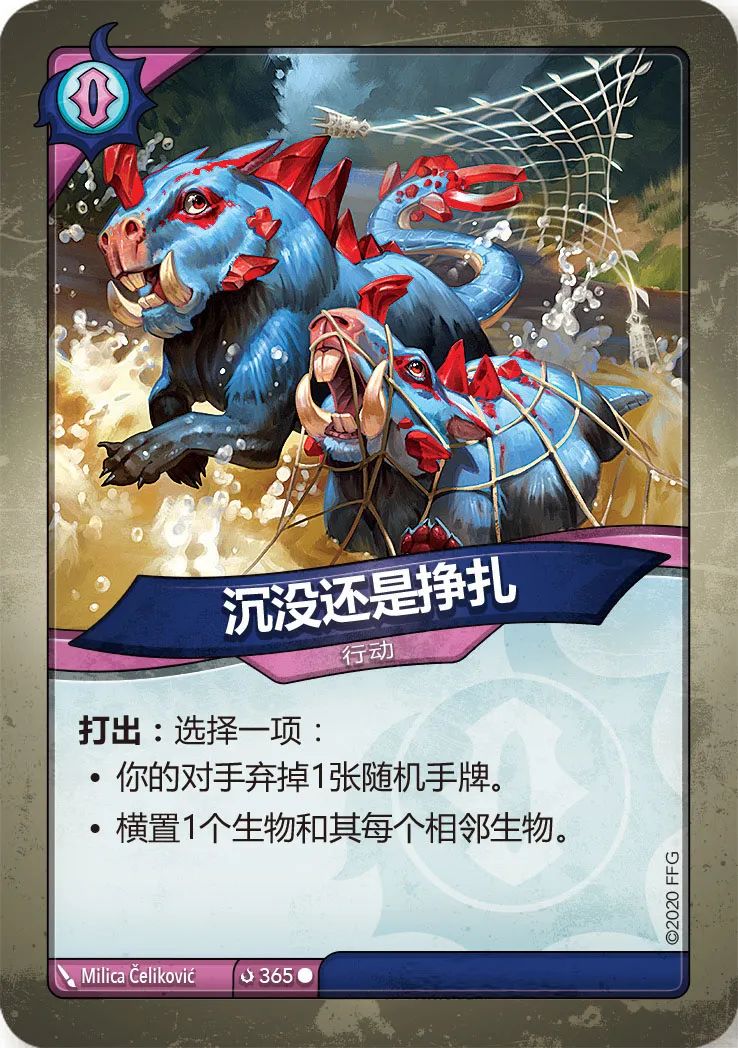 沉没还是挣扎
行动
打出：选择一项：
• 你的对手弃掉1张随机手牌。
• 横置1个生物和其每个相邻生物。
©2020 FFG
Milica Čeliković
365